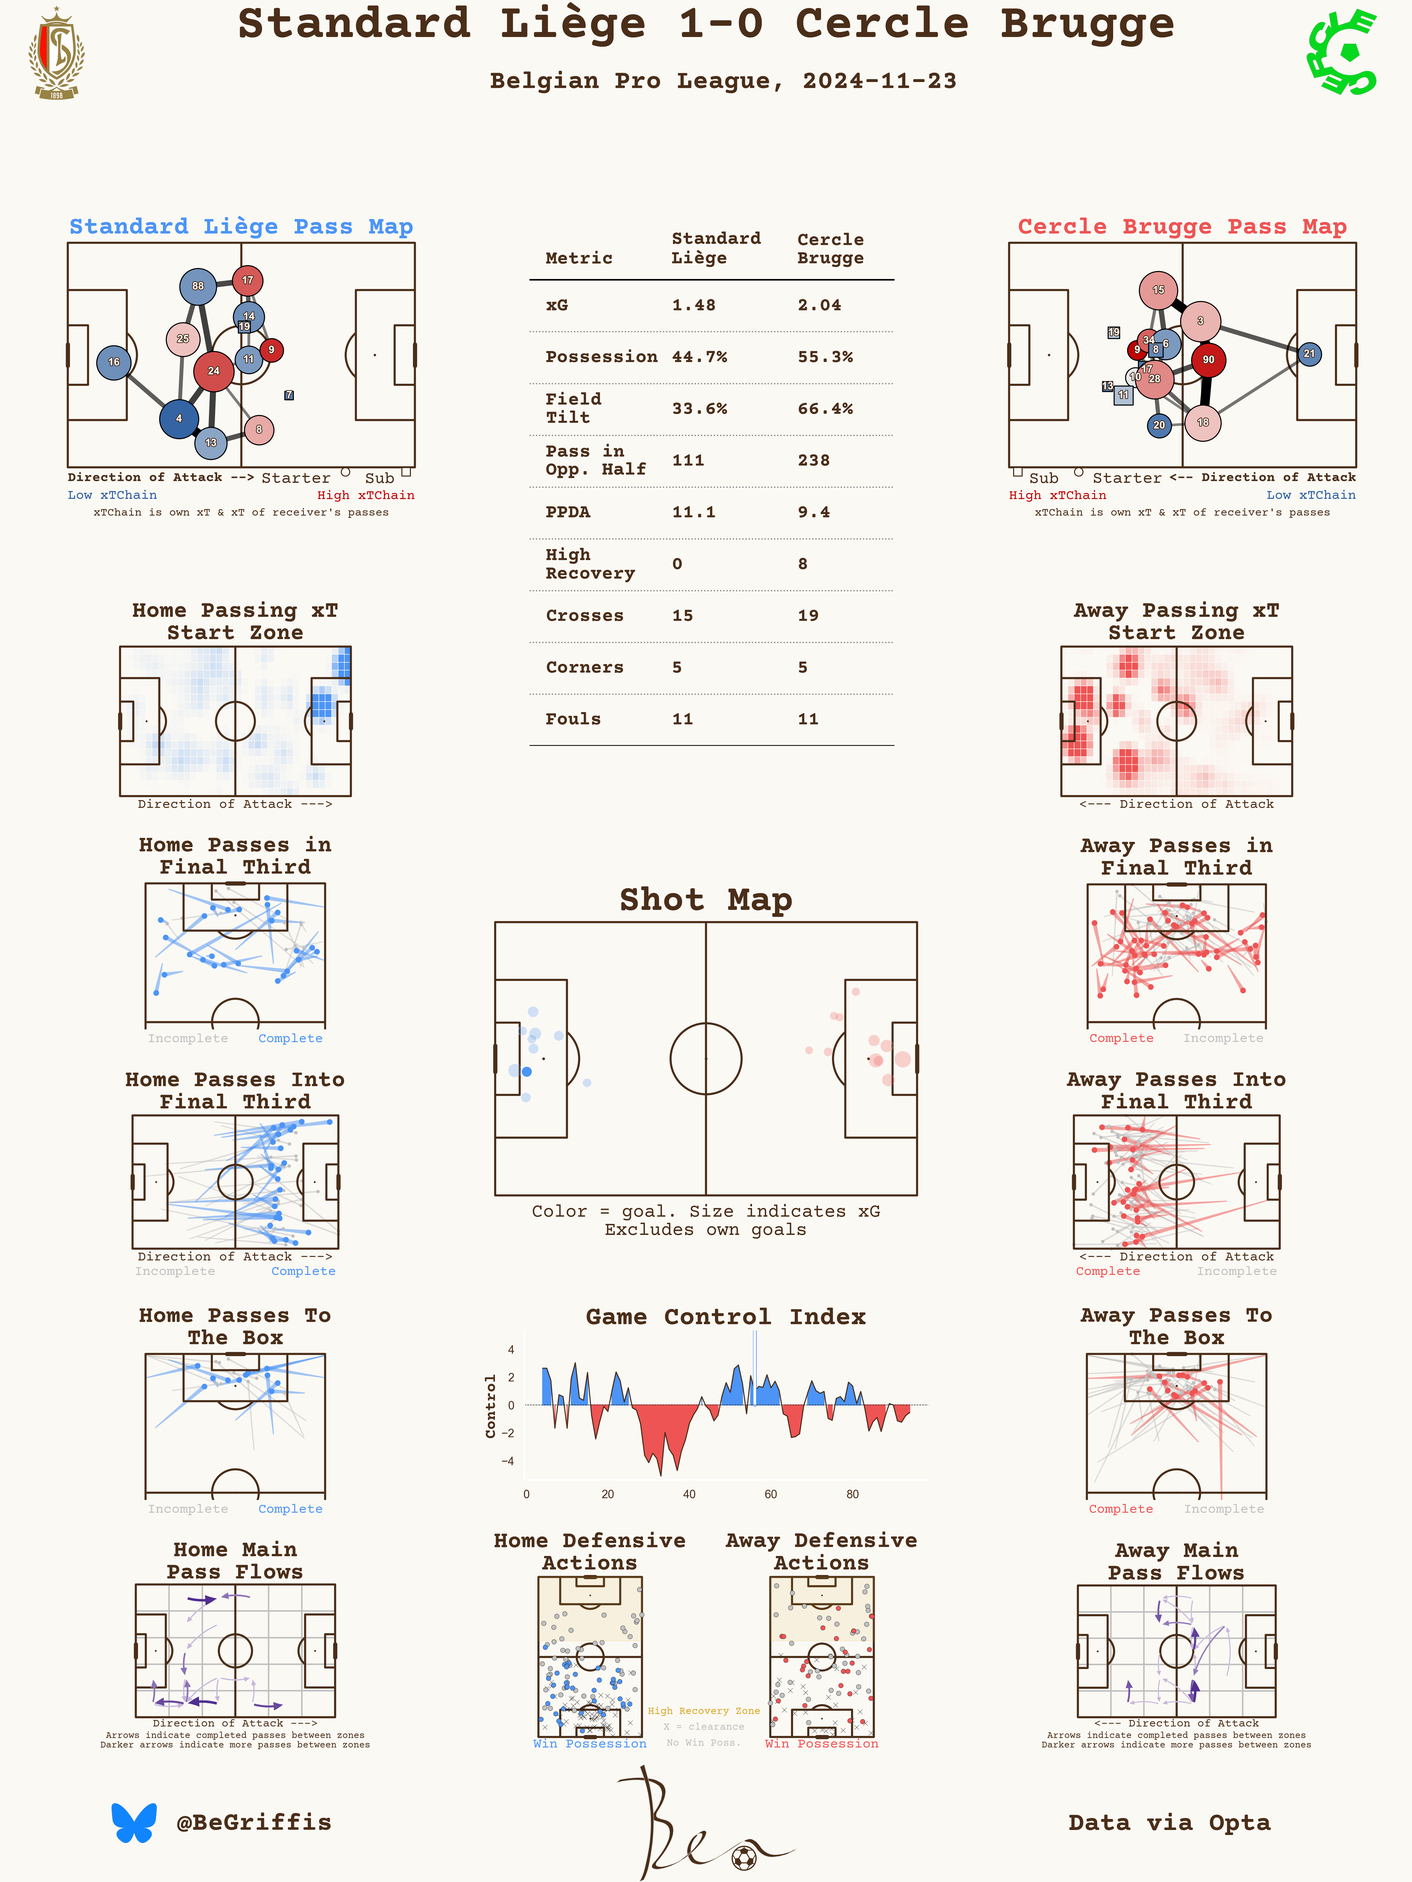 Standard Liège 1-0 Cercle Brugge
Belgian Pro League, 2024-11-23
1898
CERCLE
Standard Liège Pass Map
88
17
14
19
25
9
16
11
24
7
4
8
13
Direction of Attack --> Starter Sub
Low xTChain High xTChain
xTChain is own xT & xT of receiver's passes
Metric Standard Liège Cercle Brugge
xG 1.48 2.04
Possession 44.7% 55.3%
Field Tilt 33.6% 66.4%
Pass in Opp. Half 111 238
PPDA 11.1 9.4
High Recovery 0 8
Crosses 15 19
Corners 5 5
Fouls 11 11
Cercle Brugge Pass Map
15
3
19
34
9
8
6
21
90
17
10
28
13
11
18
20
Sub Starter <-- Direction of Attack
High xTChain Low xTChain
xTChain is own xT & xT of receiver's passes
Home Passing xT
Start Zone
Direction of Attack --->
Away Passing xT
Start Zone
<--- Direction of Attack
Home Passes in
Final Third
Incomplete Complete
Away Passes in
Final Third
Complete Incomplete
Shot Map
Color = goal. Size indicates xG
Excludes own goals
Home Passes Into
Final Third
Direction of Attack --->
Incomplete Complete
Away Passes Into
Final Third
<--- Direction of Attack
Complete Incomplete
Home Passes To
The Box
Incomplete Complete
Game Control Index
Control
4
2
0
−2
−4
0 20 40 60 80
Away Passes To
The Box
Complete Incomplete
Home Main
Pass Flows
Direction of Attack --->
Arrows indicate completed passes between zones
Darker arrows indicate more passes between zones
Home Defensive
Actions
Win Possession
Away Defensive
Actions
Win Possession
High Recovery Zone
X = clearance
No Win Poss.
Away Main
Pass Flows
<--- Direction of Attack
Arrows indicate completed passes between zones
Darker arrows indicate more passes between zones
@BeGriffis
Ben
Data via Opta